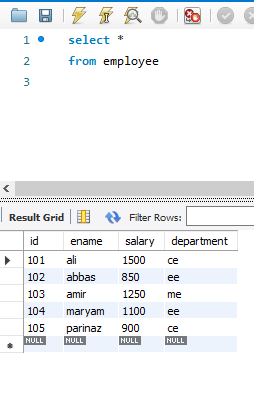 1 select *
2 from employee
3
Result Grid Filter Rows:
id ename salary department
101 ali 1500 ce
102 abbas 850 ee
103 amir 1250 me
104 maryam 1100 ee
105 parinaz 900 ce
NULL NULL NULL NULL